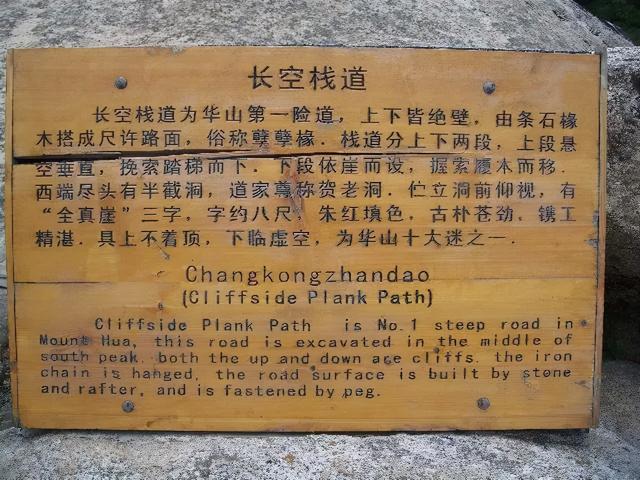 长空栈道
长空栈道为华山第一险道，上下皆绝壁，由条石椽
木搭成尺许路面，俗称孽孽椽．栈道分上下两段，上段悬
空垂直，挽索踏梯而下．下段依崖而设，握索履木而移．
西端尽头有半截洞，道家尊称贺老洞．伫立洞前仰视，有
“全真崖”三字，字约八尺，朱红填色，古朴苍劲，镌工
精湛．具上不着顶，下临虚空，为华山十大迷之一．
Changkongzhandao
(Cliffside Plank Path)
Cliffside Plank Path is No.1 steep road in
Mount Hua, this road is excavated in the middle of
south peak, both the up and down are cliffs, the iron
chain is hanged, the road surface is built by stone
and rafter, and is fastened by peg.